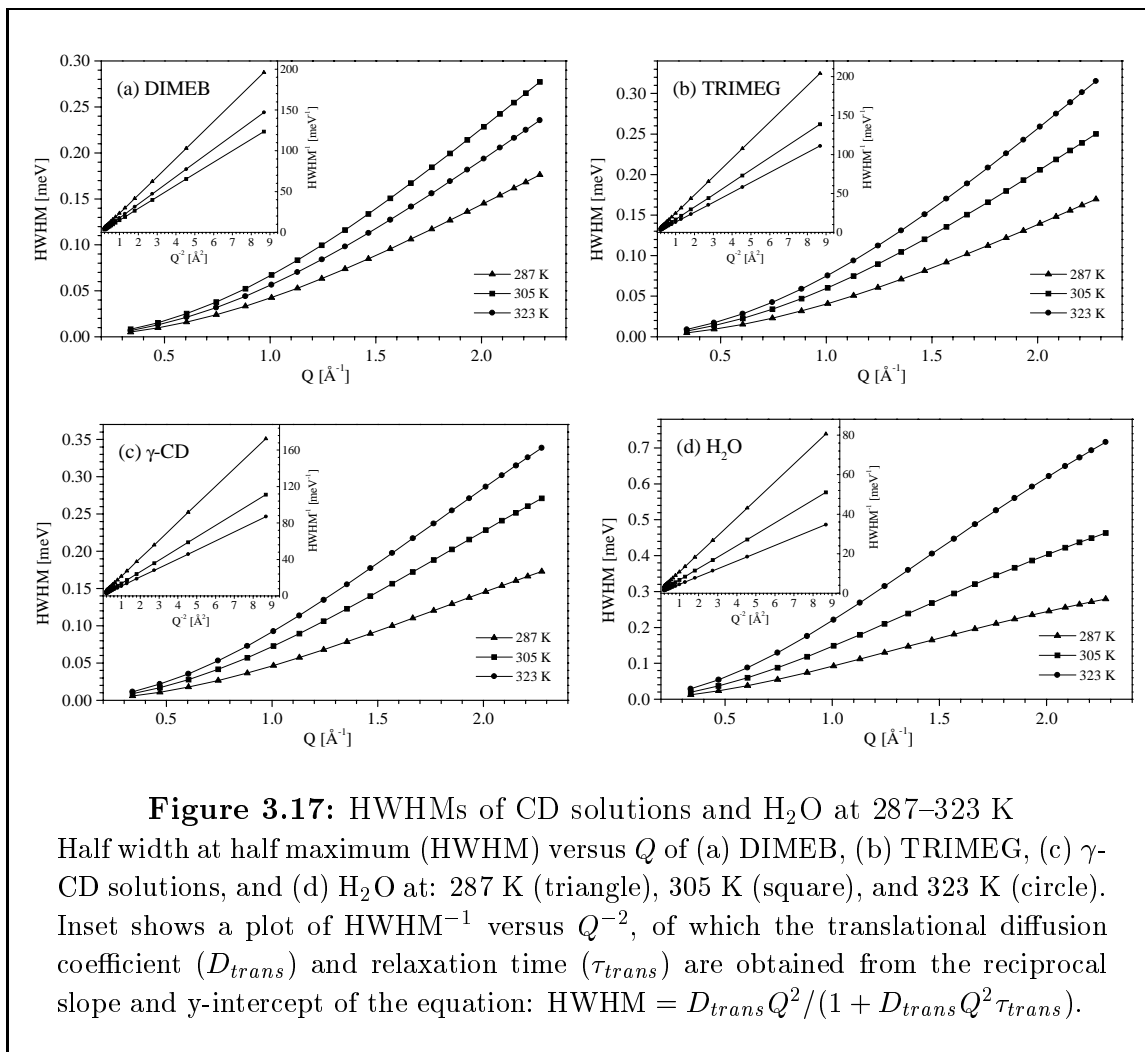 (a) DIMEB
HWHM [meV]
0.30
0.25
0.20
0.15
0.10
0.05
0.00
0.5
1.0
1.5
2.0
Q [Å⁻¹]
200
150
100
50
0
HWHM⁻¹ [meV⁻¹]
1 2 3 4 5 6 7 8 9
Q⁻² [Å²]
287 K
305 K
323 K
(b) TRIMEG
HWHM [meV]
0.30
0.25
0.20
0.15
0.10
0.05
0.00
0.5
1.0
1.5
2.0
Q [Å⁻¹]
200
150
100
50
0
HWHM⁻¹ [meV⁻¹]
1 2 3 4 5 6 7 8 9
Q⁻² [Å²]
287 K
305 K
323 K
(c) γ-CD
HWHM [meV]
0.35
0.30
0.25
0.20
0.15
0.10
0.05
0.00
0.5
1.0
1.5
2.0
Q [Å⁻¹]
160
120
80
40
0
HWHM⁻¹ [meV⁻¹]
1 2 3 4 5 6 7 8 9
Q⁻² [Å²]
287 K
305 K
323 K
(d) H₂O
HWHM [meV]
0.7
0.6
0.5
0.4
0.3
0.2
0.1
0.0
0.5
1.0
1.5
2.0
Q [Å⁻¹]
80
60
40
20
0
HWHM⁻¹ [meV⁻¹]
1 2 3 4 5 6 7 8 9
Q⁻² [Å²]
287 K
305 K
323 K
Figure 3.17: HWHMs of CD solutions and H₂O at 287–323 K
Half width at half maximum (HWHM) versus Q of (a) DIMEB, (b) TRIMEG, (c) γ-
CD solutions, and (d) H₂O at: 287 K (triangle), 305 K (square), and 323 K (circle).
Inset shows a plot of HWHM⁻¹ versus Q⁻², of which the translational diffusion
coefficient (D_trans) and relaxation time (τ_trans) are obtained from the reciprocal
slope and y-intercept of the equation: HWHM = D_trans Q²/(1 + D_trans Q² τ_trans).